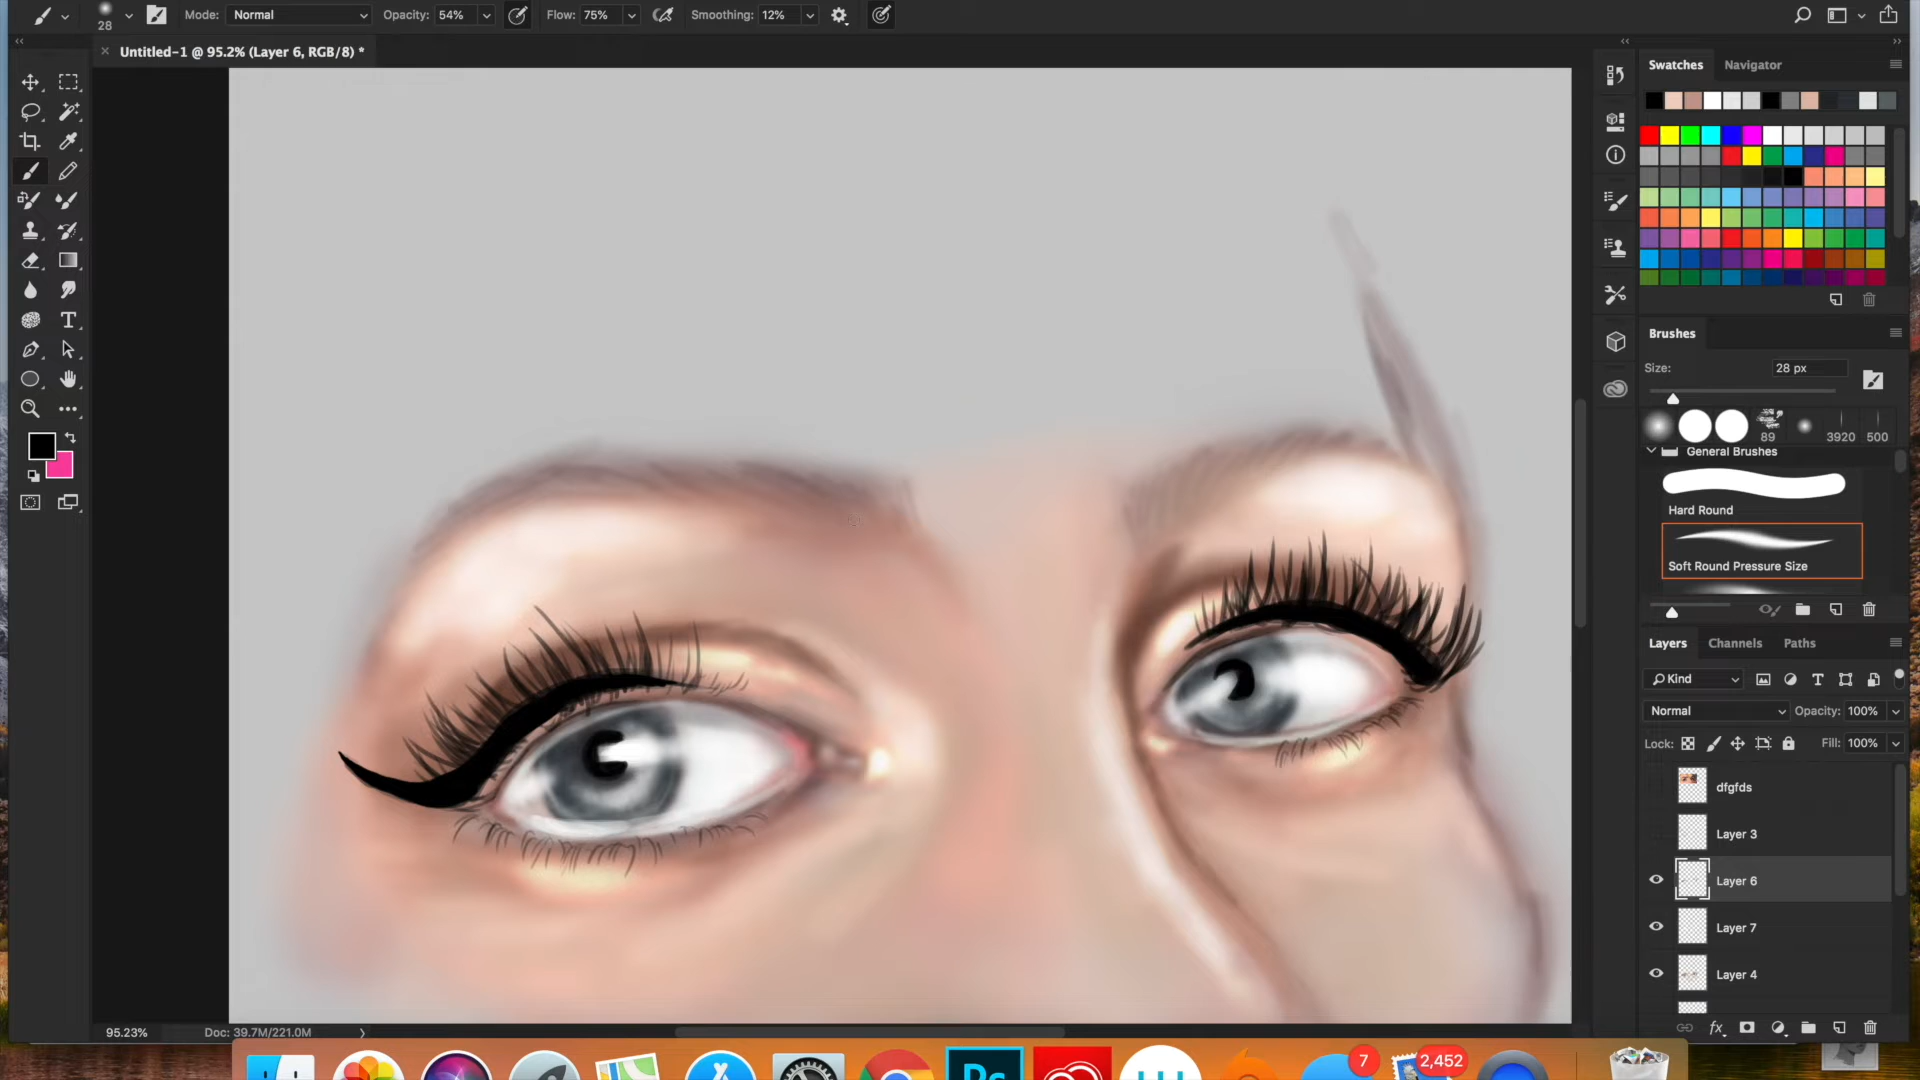 28
Mode: Normal
Opacity: 54%
Flow: 75%
Smoothing: 12%
Untitled-1 @ 95.2% (Layer 6, RGB/8) *
Swatches
Navigator
Brushes
Size:
28 px
89
3920
500
General Brushes
Hard Round
Soft Round Pressure Size
Layers
Channels
Paths
Kind
Normal
Opacity: 100%
Lock:
Fill: 100%
dfgfds
Layer 3
Layer 6
Layer 7
Layer 4
fx
95.23%
Doc: 39.7M/221.0M
Ps
7
2,452